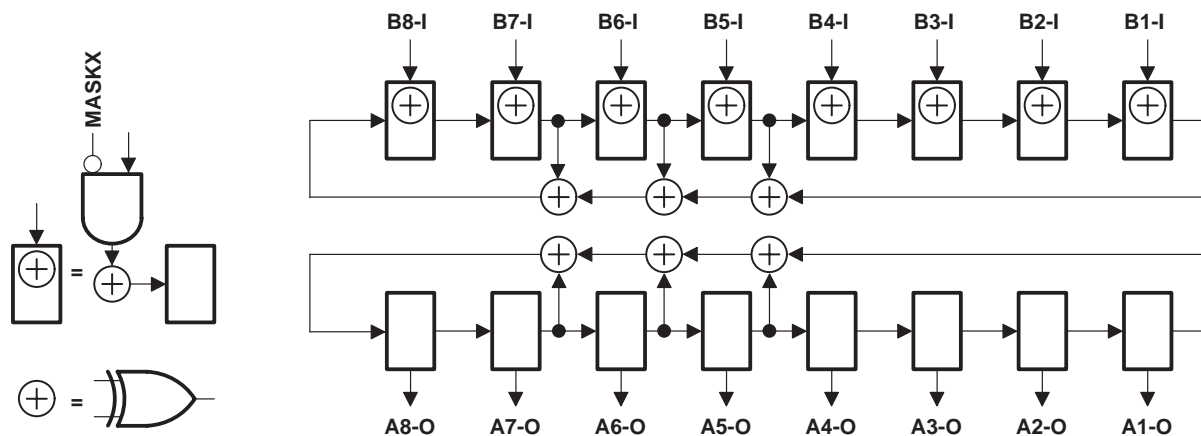 B8-I B7-I B6-I B5-I B4-I B3-I B2-I B1-I
MASKX
=
=
A8-O A7-O A6-O A5-O A4-O A3-O A2-O A1-O